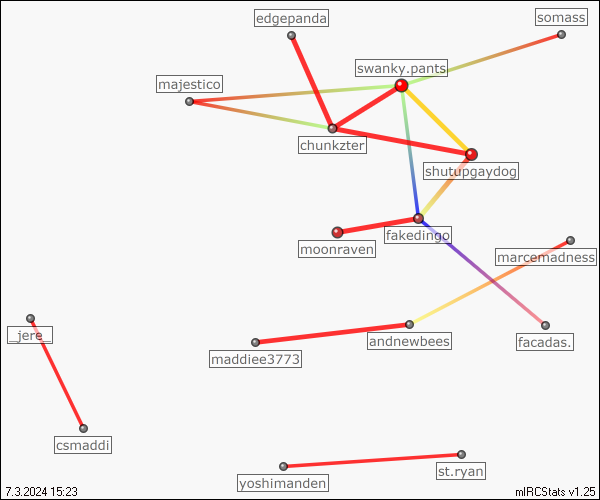 somass
edgepanda
swanky.pants
majestico
chunkzter
shutupgaydog
fakedingo
moonraven
marcemadness
_jere_
andnewbees
facadas.
maddiee3773
csmaddi
st.ryan
yoshimanden
7.3.2024 15:23
mIRCStats v1.25